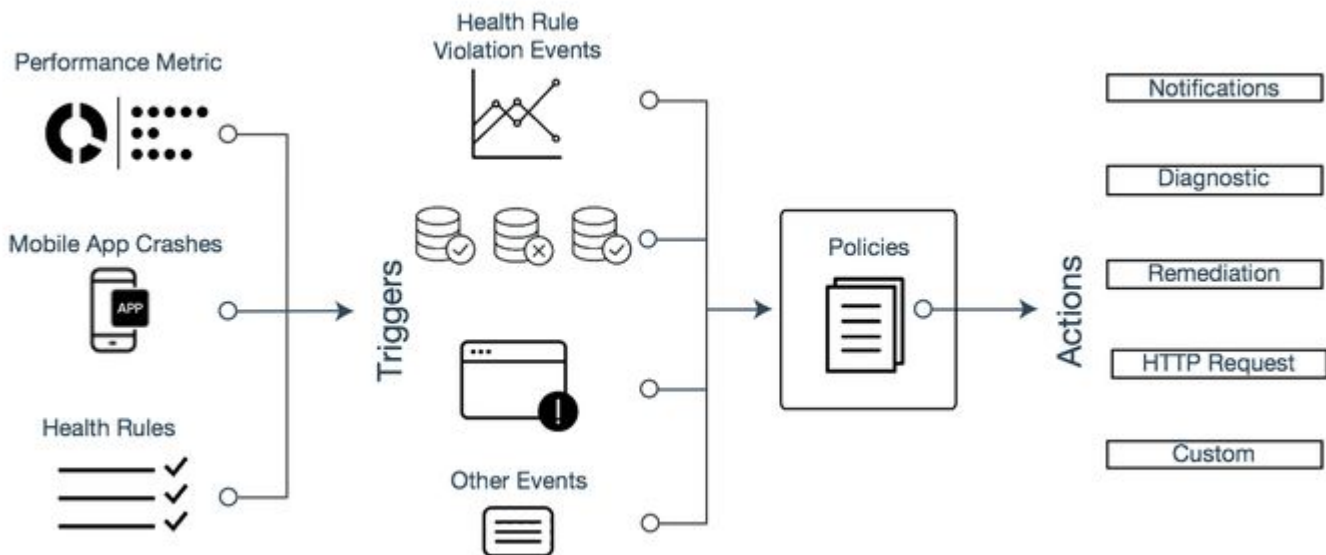 Performance Metric
Mobile App Crashes
APP
Health Rules
Triggers
Health Rule
Violation Events
!
Other Events
Policies
Actions
Notifications
Diagnostic
Remediation
HTTP Request
Custom